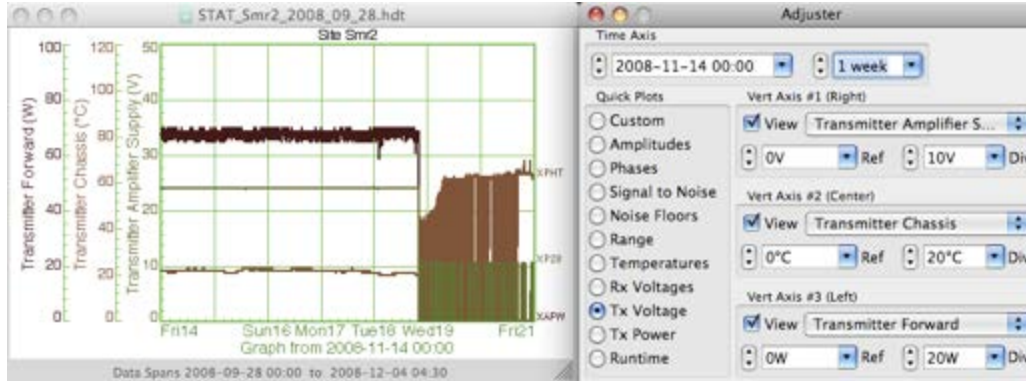 STAT_Smr2_2008_09_28.hdt
Site Smr2
Transmitter Forward (W)
100
80
60
40
20
0
Transmitter Chassis (°C)
120
100
80
60
40
20
0
Transmitter Amplifier Supply (V)
50
40
30
20
10
0
XPHT
XP28
XAPW
Fri14 Sun16 Mon17 Tue18 Wed19 Fri21
Graph from 2008-11-14 00:00
Data Spans 2008-09-28 00:00 to 2008-12-04 04:30
Adjuster
Time Axis
2008-11-14 00:00 1 week
Quick Plots
Custom
Amplitudes
Phases
Signal to Noise
Noise Floors
Range
Temperatures
Rx Voltages
Tx Voltage
Tx Power
Runtime
Vert Axis #1 (Right)
View Transmitter Amplifier S...
0V Ref 10V Div
Vert Axis #2 (Center)
View Transmitter Chassis
0°C Ref 20°C Div
Vert Axis #3 (Left)
View Transmitter Forward
0W Ref 20W Div